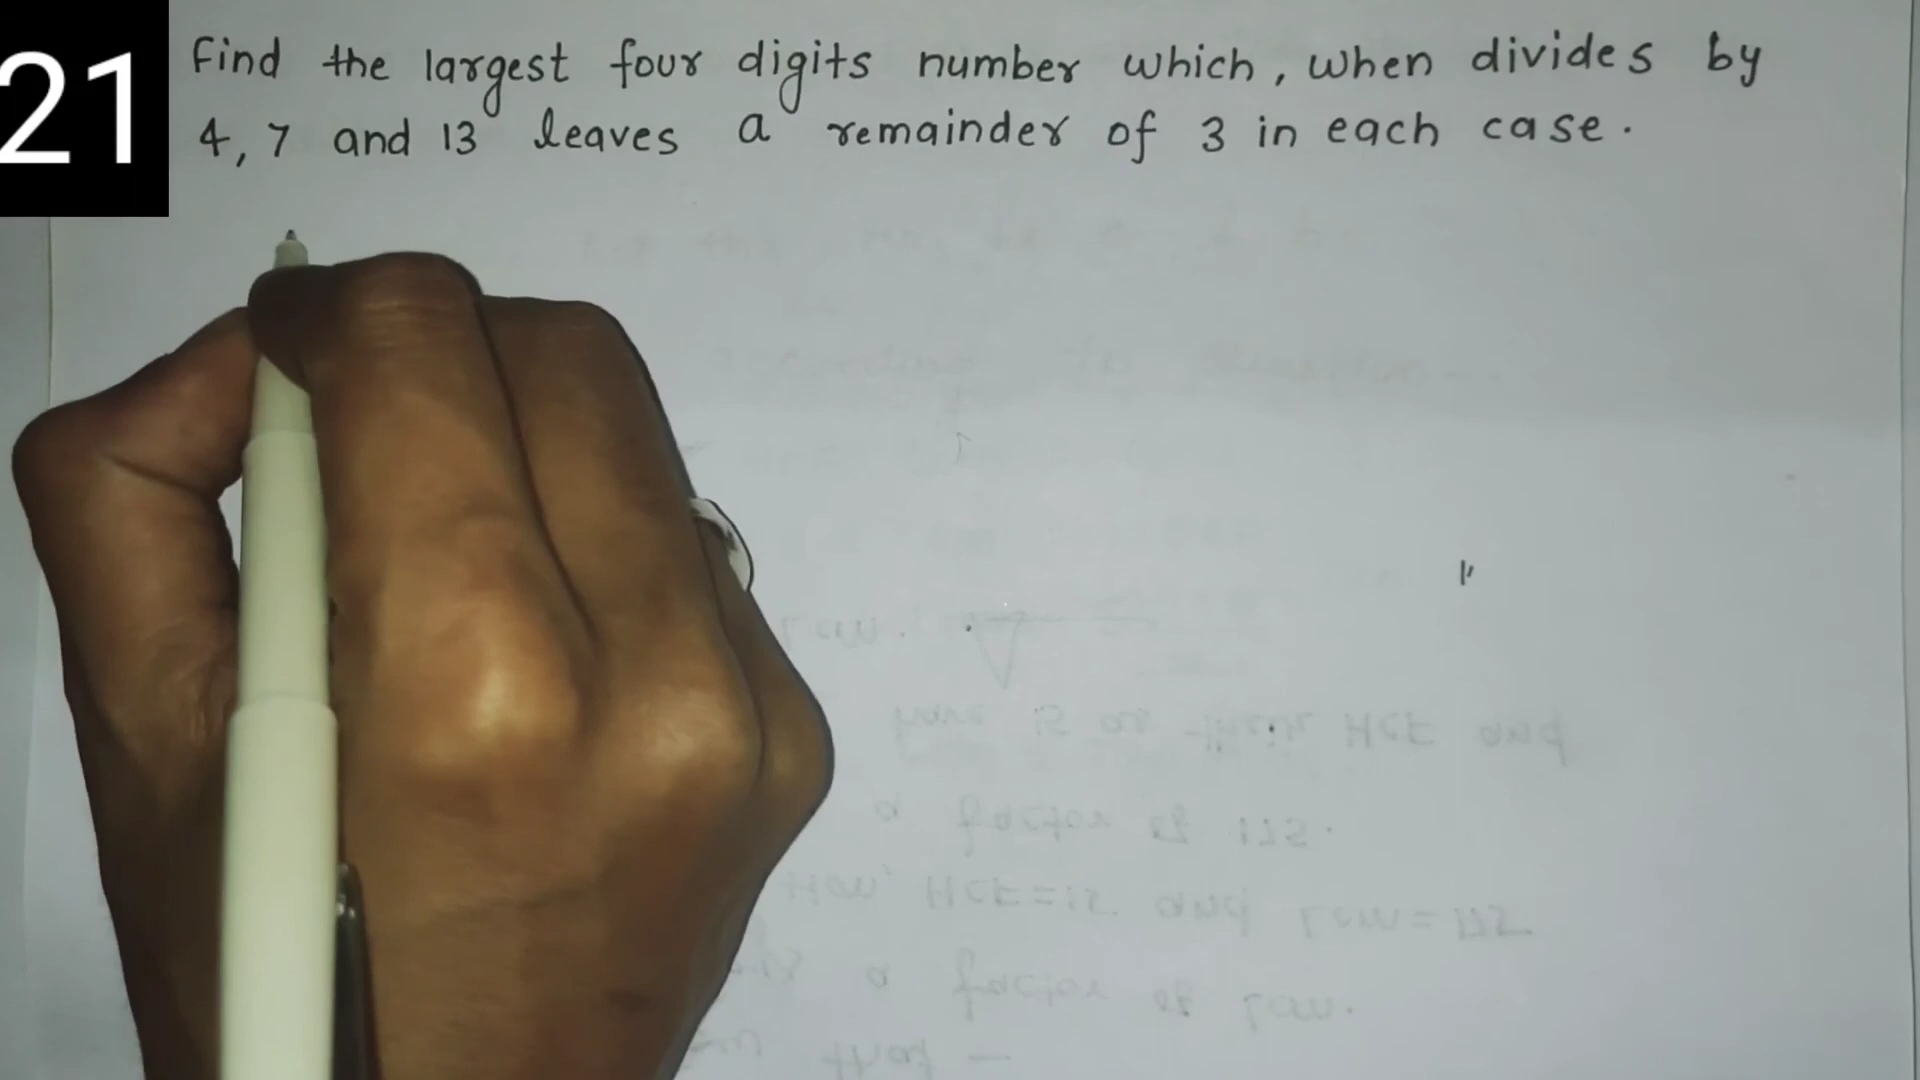 21
Find the largest four digits number which, when divides by
4, 7 and 13 leaves a remainder of 3 in each case.